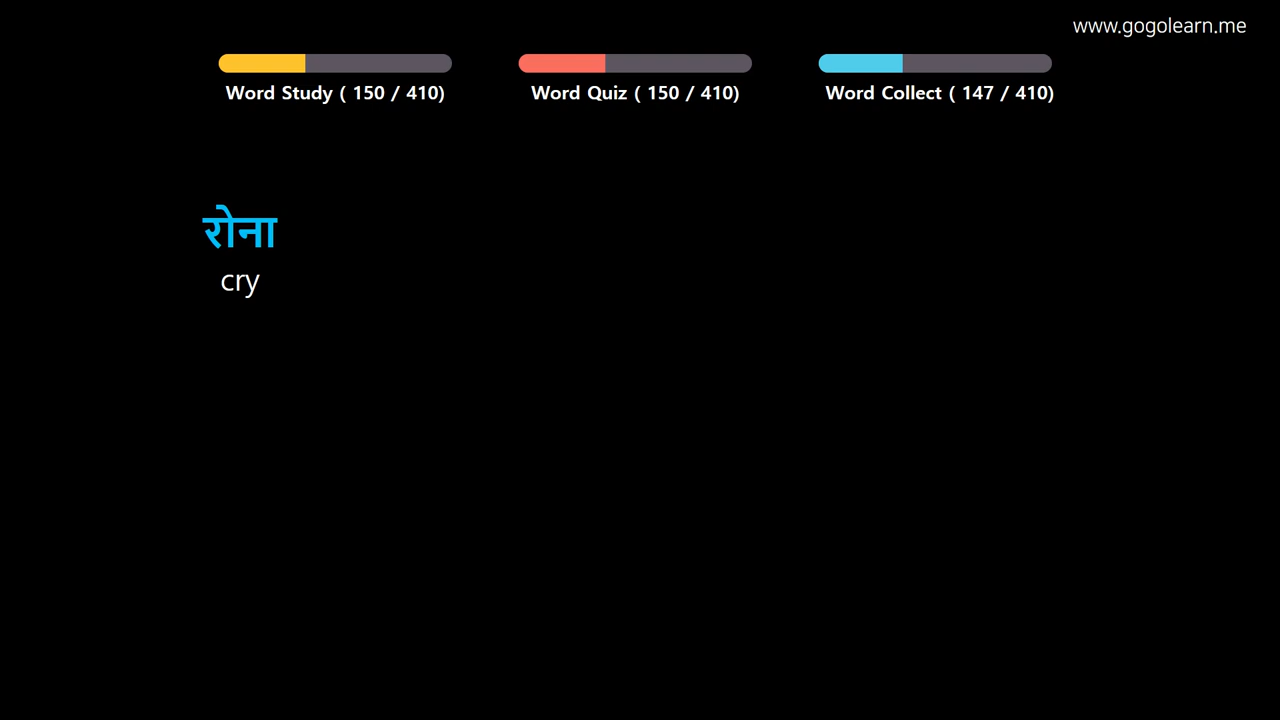 www.gogolearn.me
Word Study ( 150 / 410)
Word Quiz ( 150 / 410)
Word Collect ( 147 / 410)
रोना
cry